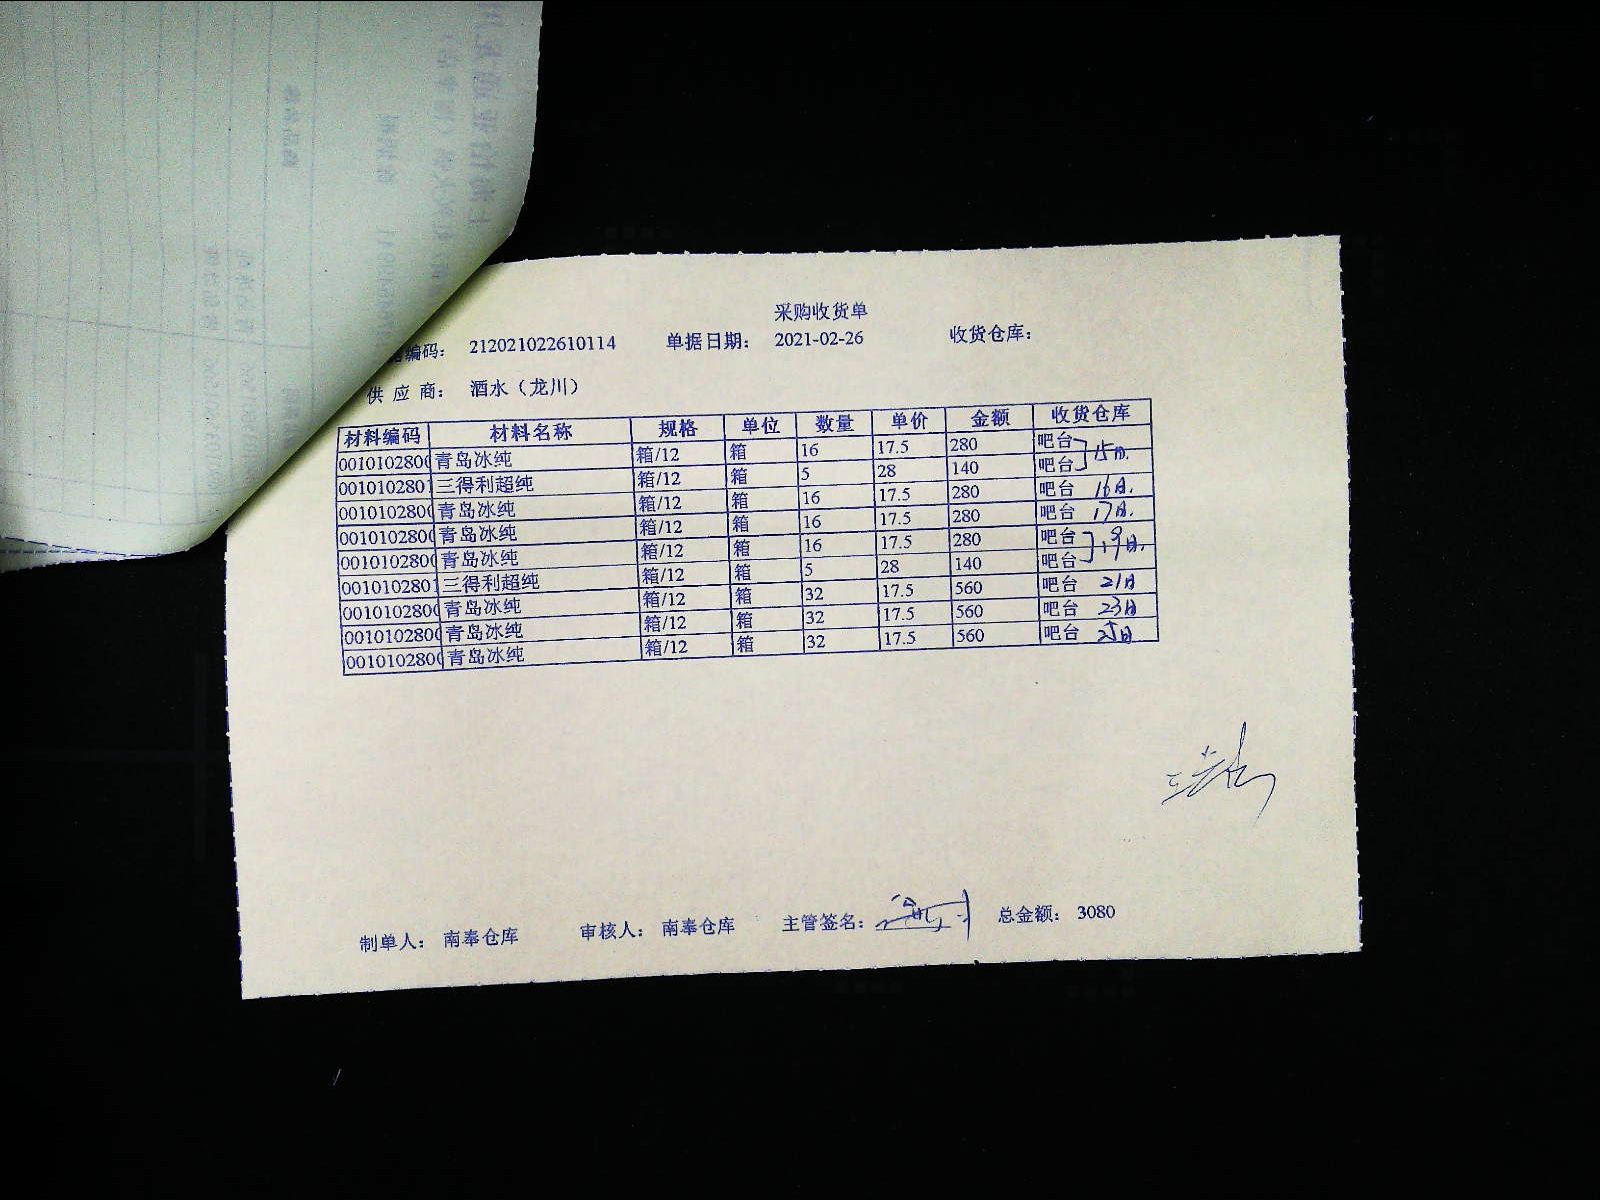 采购收货单
编码： 212021022610114 单据日期： 2021-02-26 收货仓库：
供 应 商： 酒水（龙川）
材料编码 材料名称 规格 单位 数量 单价 金额 收货仓库
001010280 青岛冰纯 箱/12 箱 16 17.5 280 吧台 15日.
001010280 三得利超纯 箱/12 箱 5 28 140 吧台
001010280 青岛冰纯 箱/12 箱 16 17.5 280 吧台 16日.
001010280 青岛冰纯 箱/12 箱 16 17.5 280 吧台 17日.
001010280 青岛冰纯 箱/12 箱 16 17.5 280 吧台 19日.
001010280 三得利超纯 箱/12 箱 5 28 140 吧台
001010280 青岛冰纯 箱/12 箱 32 17.5 560 吧台 21日
001010280 青岛冰纯 箱/12 箱 32 17.5 560 吧台 23日
001010280 青岛冰纯 箱/12 箱 32 17.5 560 吧台 25日
制单人： 南奉仓库 审核人： 南奉仓库 主管签名： 总金额： 3080